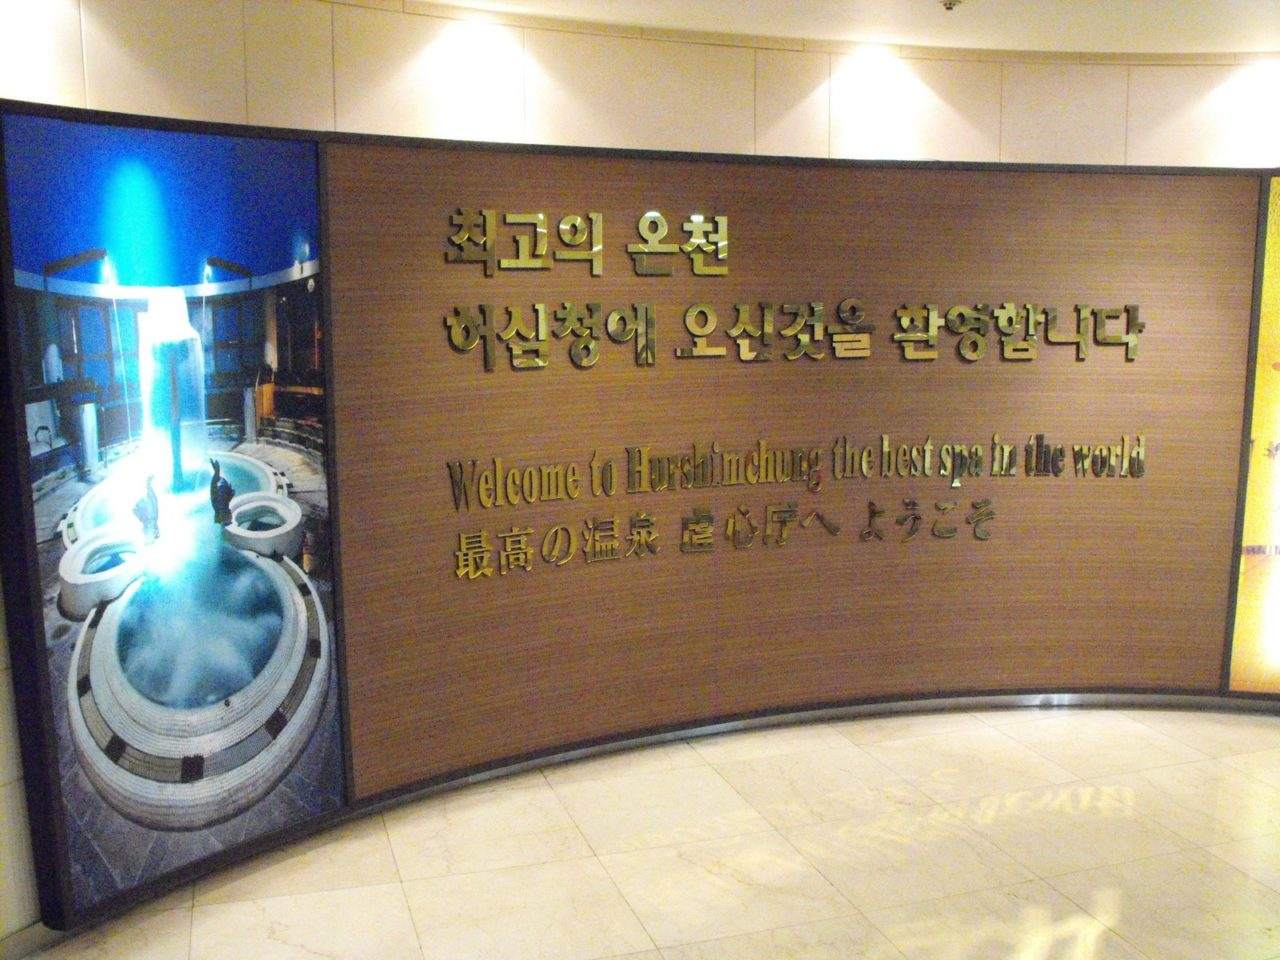 최고의 온천
허심청에 오신것을 환영합니다
Welcome to Hurshimchung the best spa in the world
最高の温泉 虚心庁へ ようこそ